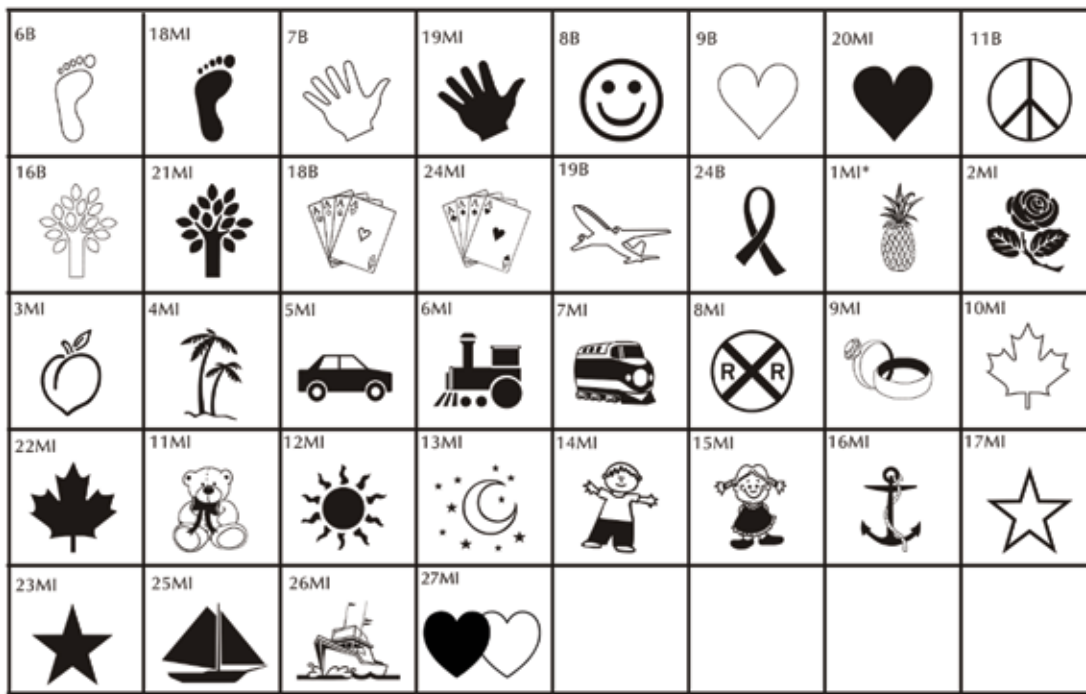 6B 18MI 7B 19MI 8B 9B 20MI 11B
16B 21MI 18B 24MI 19B 24B 1MI* 2MI
A A A A A A A A
3MI 4MI 5MI 6MI 7MI 8MI 9MI 10MI
R R
22MI 11MI 12MI 13MI 14MI 15MI 16MI 17MI
23MI 25MI 26MI 27MI